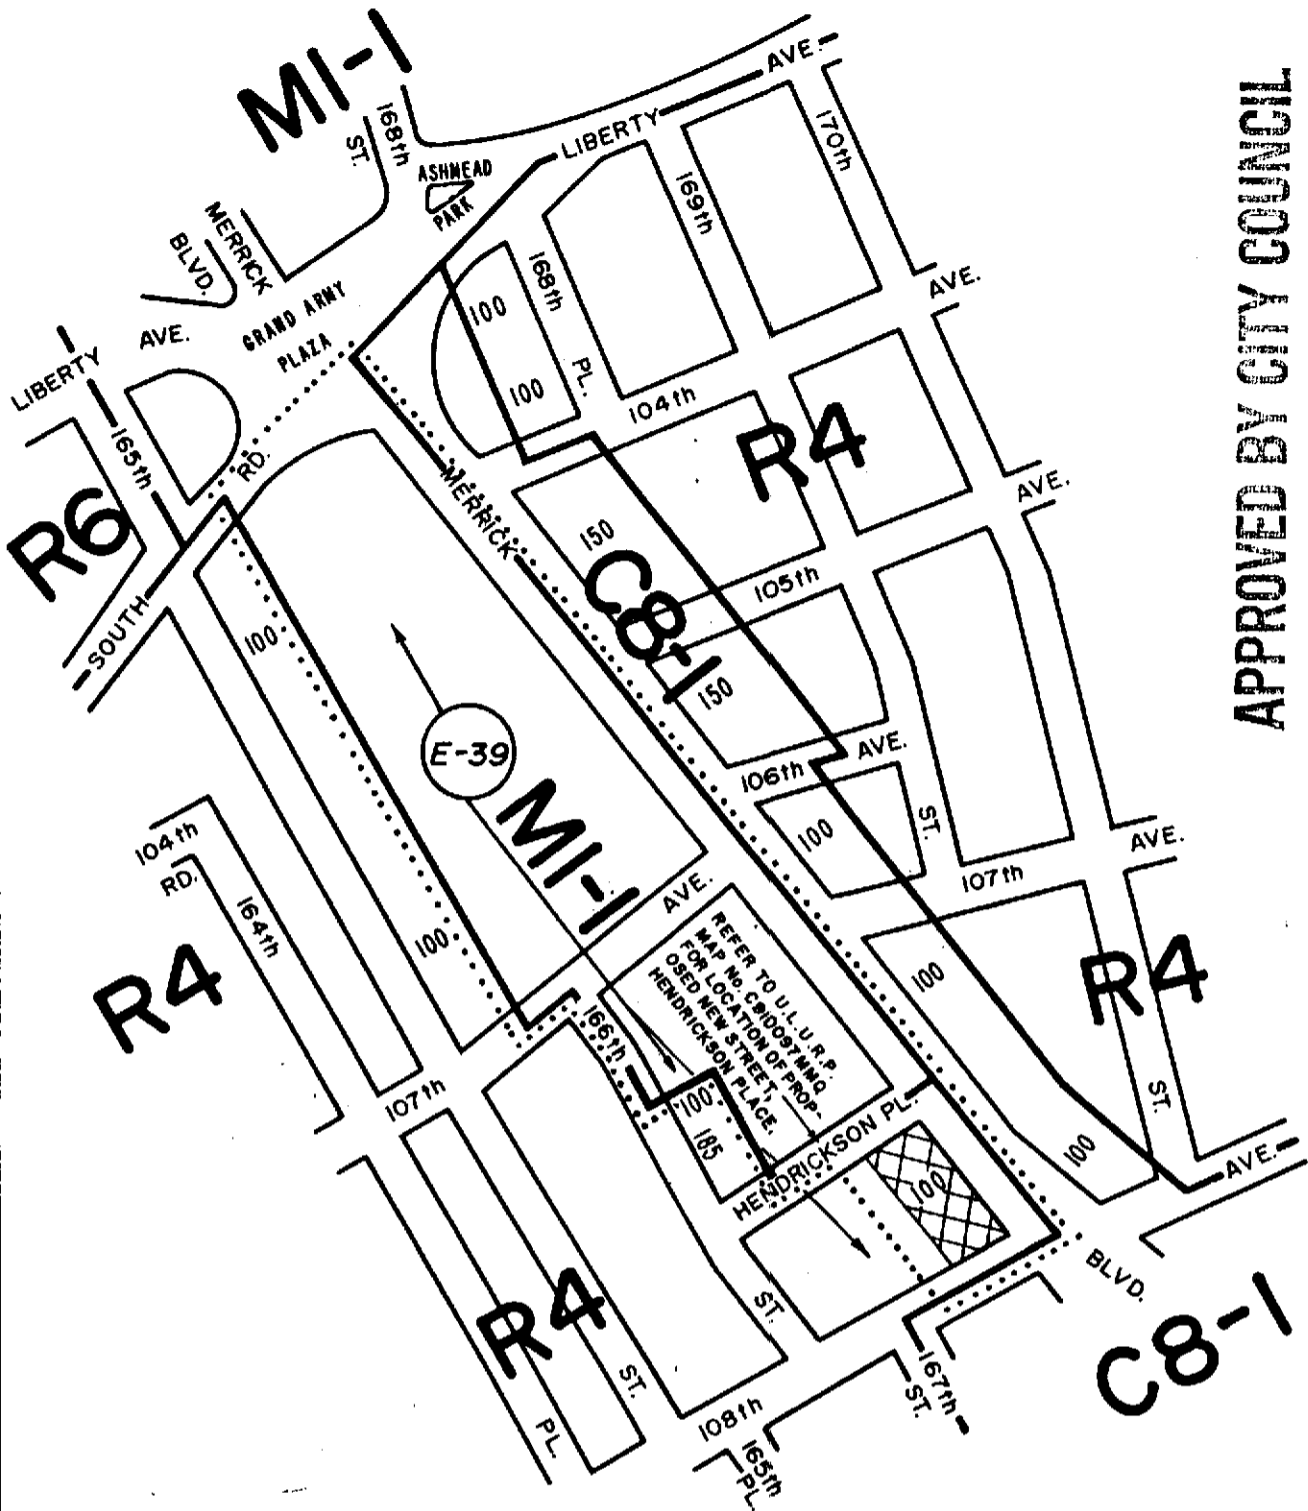 M1-1
168th
ST.
ASHMEAD
PARK
LIBERTY
AVE.
170th
169th
MERRICK
BLVD.
GRAND ARMY
PLAZA
LIBERTY
AVE.
100
168th
PL.
100
AVE.
APPROVED BY CITY COUNCIL
165th
RD.
R6
SOUTH
104th
R4
AVE.
MERRICK
150
C8-1
105th
100
150
E-39
M1-1
106th
AVE.
ST.
100
104th
RD.
164th
R4
100
AVE.
107th
AVE.
REFER TO U.L.U.R.P.
MAP No. C910097MMQ
FOR LOCATION OF PROP-
OSED NEW STREET,
HENDRICKSON PLACE.
100
R4
166th
107th
100
185
HENDRICKSON PL.
100
100
ST.
AVE.
BLVD.
ST.
R4
C8-1
ST.
PL.
108th
165th
PL.
167th
ST.